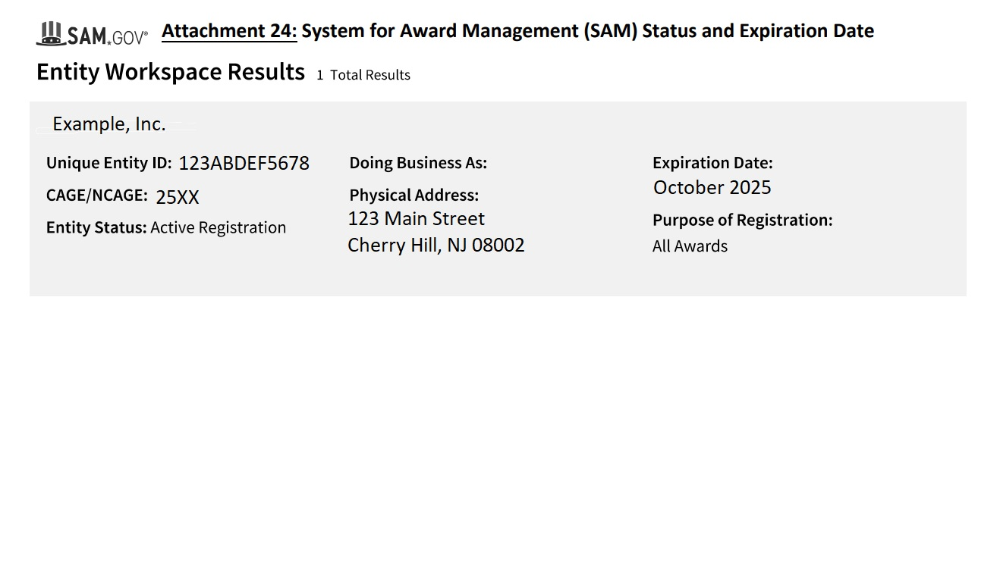 SAM.GOV® Attachment 24: System for Award Management (SAM) Status and Expiration Date
Entity Workspace Results 1 Total Results
Example, Inc.
Unique Entity ID: 123ABDEF5678
CAGE/NCAGE: 25XX
Entity Status: Active Registration
Doing Business As:
Physical Address:
123 Main Street
Cherry Hill, NJ 08002
Expiration Date:
October 2025
Purpose of Registration:
All Awards